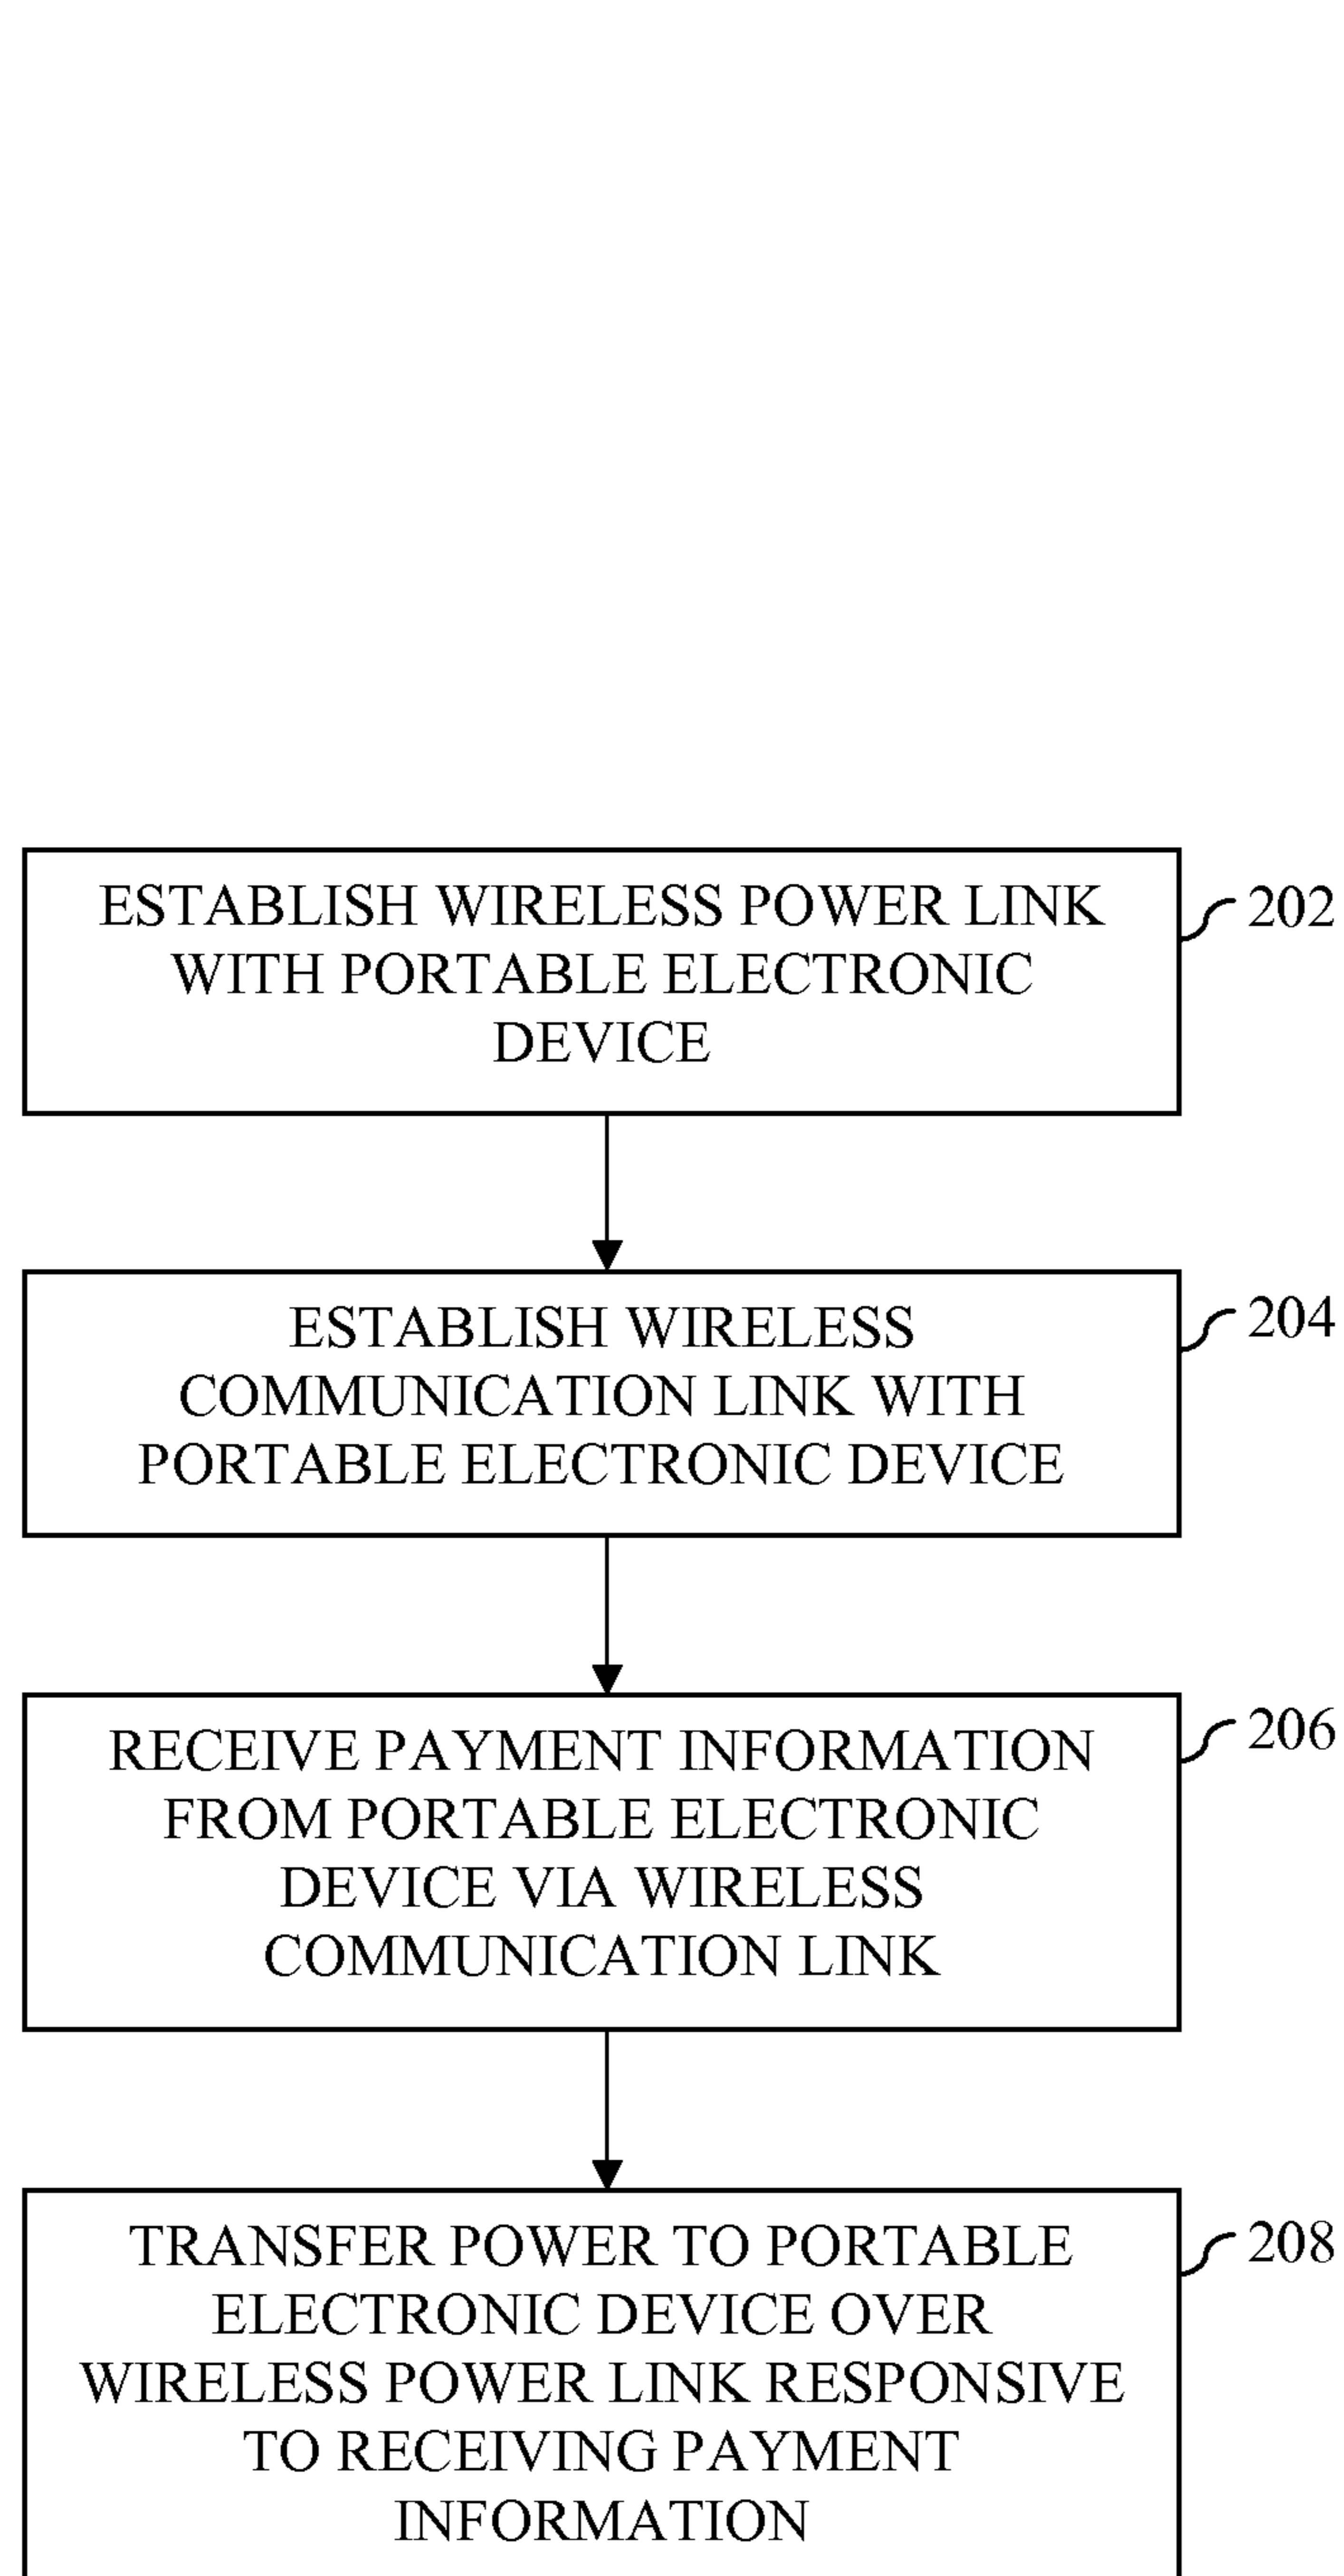 ESTABLISH WIRELESS POWER LINK
WITH PORTABLE ELECTRONIC
DEVICE
202
ESTABLISH WIRELESS
COMMUNICATION LINK WITH
PORTABLE ELECTRONIC DEVICE
204
RECEIVE PAYMENT INFORMATION
FROM PORTABLE ELECTRONIC
DEVICE VIA WIRELESS
COMMUNICATION LINK
206
TRANSFER POWER TO PORTABLE
ELECTRONIC DEVICE OVER
WIRELESS POWER LINK RESPONSIVE
TO RECEIVING PAYMENT
INFORMATION
208